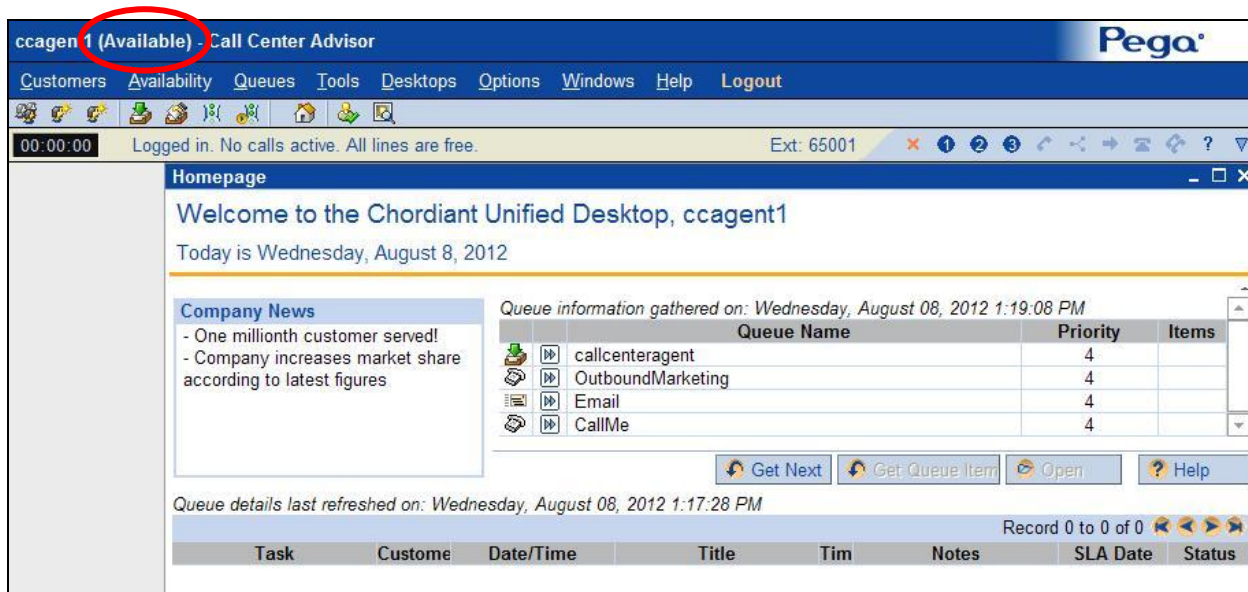 ccagent1 (Available) - Call Center Advisor
Pega
Customers Availability Queues Tools Desktops Options Windows Help Logout
00:00:00 Logged in. No calls active. All lines are free. Ext: 65001 1 2 3 ?
Homepage
Welcome to the Chordiant Unified Desktop, ccagent1
Today is Wednesday, August 8, 2012
Company News
- One millionth customer served!
- Company increases market share
according to latest figures
Queue information gathered on: Wednesday, August 08, 2012 1:19:08 PM
Queue Name Priority Items
callcenteragent 4
OutboundMarketing 4
Email 4
CallMe 4
Get Next Get Queue Item Open ? Help
Queue details last refreshed on: Wednesday, August 08, 2012 1:17:28 PM
Record 0 to 0 of 0
Task Custome Date/Time Title Tim Notes SLA Date Status